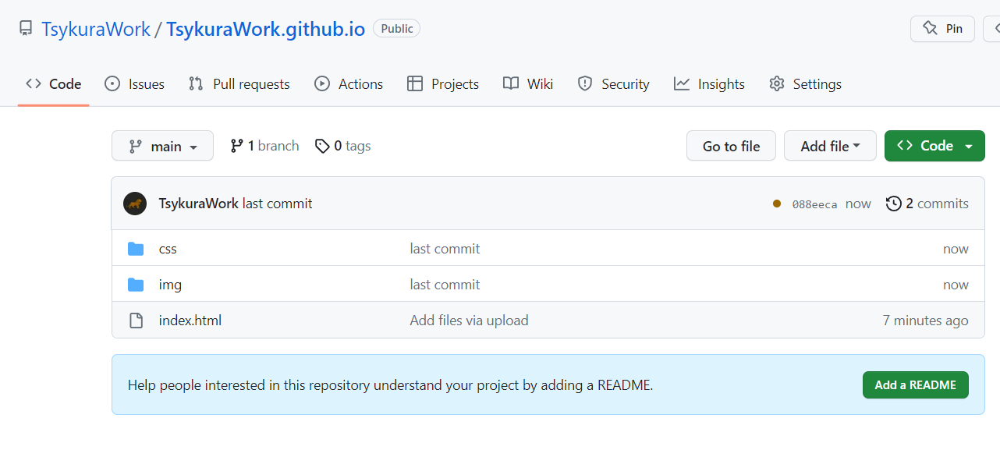 TsykuraWork / TsykuraWork.github.io Public Pin
Code Issues Pull requests Actions Projects Wiki Security Insights Settings
main 1 branch 0 tags Go to file Add file Code
TsykuraWork last commit 088eeca now 2 commits
css last commit now
img last commit now
index.html Add files via upload 7 minutes ago
Help people interested in this repository understand your project by adding a README. Add a README